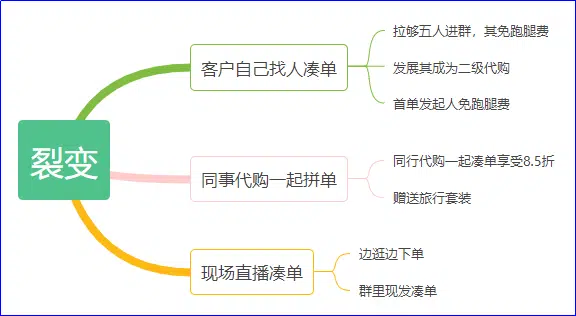 裂变
客户自己找人凑单
拉够五人进群，其免跑腿费
发展其成为二级代购
首单发起人免跑腿费
同事代购一起拼单
同行代购一起凑单享受8.5折
赠送旅行套装
现场直播凑单
边逛边下单
群里现发凑单